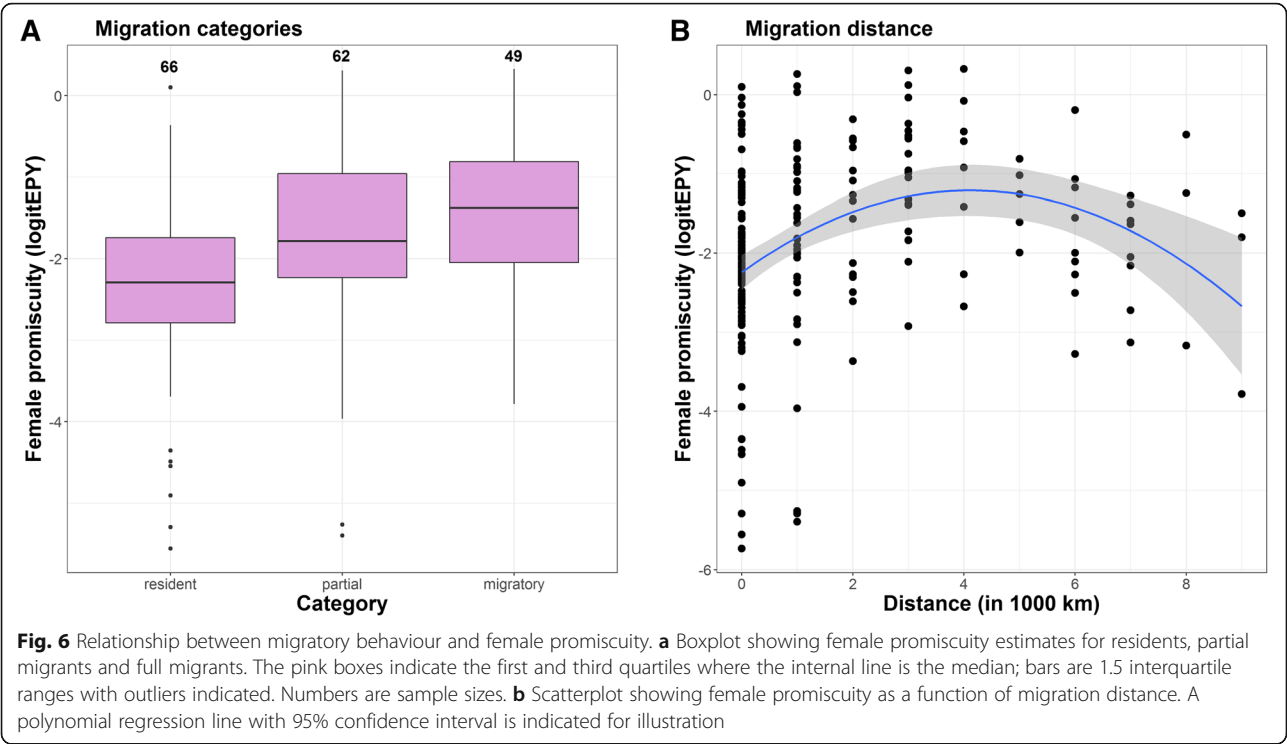 A Migration categories
66
62
49
0
-2
-4
Female promiscuity (logitEPY)
resident
partial
migratory
Category
B Migration distance
0
-2
-4
-6
Female promiscuity (logitEPY)
0
2
4
6
8
Distance (in 1000 km)
Fig. 6 Relationship between migratory behaviour and female promiscuity. a Boxplot showing female promiscuity estimates for residents, partial
migrants and full migrants. The pink boxes indicate the first and third quartiles where the internal line is the median; bars are 1.5 interquartile
ranges with outliers indicated. Numbers are sample sizes. b Scatterplot showing female promiscuity as a function of migration distance. A
polynomial regression line with 95% confidence interval is indicated for illustration